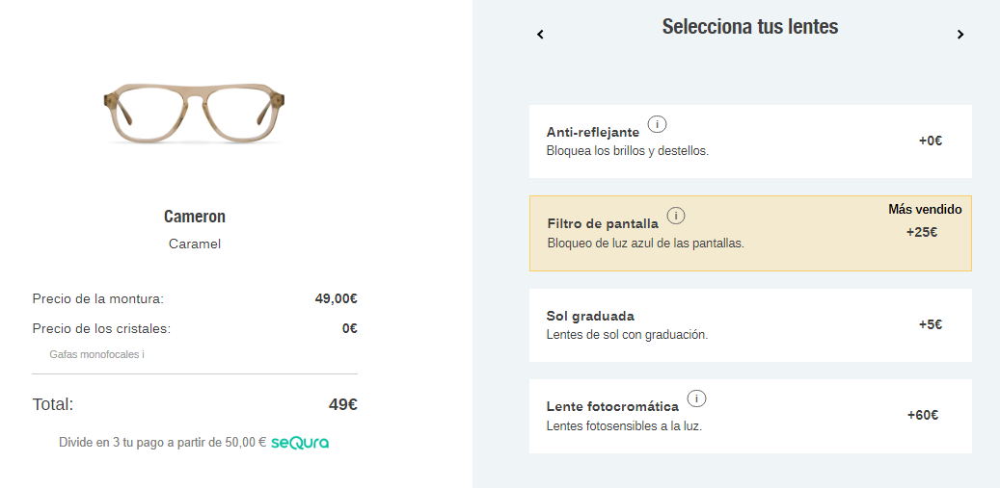 Cameron
Caramel
Precio de la montura: 49,00€
Precio de los cristales: 0€
Gafas monofocales i
Total: 49€
Divide en 3 tu pago a partir de 50,00 € seQura
Selecciona tus lentes
Anti-reflejante i
Bloquea los brillos y destellos.
+0€
Más vendido
Filtro de pantalla i
+25€
Bloqueo de luz azul de las pantallas.
Sol graduada
+5€
Lentes de sol con graduación.
Lente fotocromática i
+60€
Lentes fotosensibles a la luz.